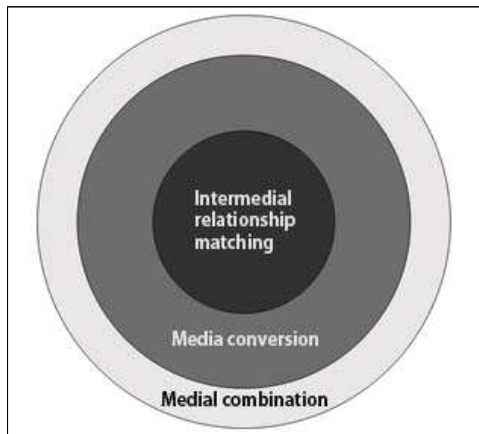 Intermedial
relationship
matching
Media conversion
Medial combination